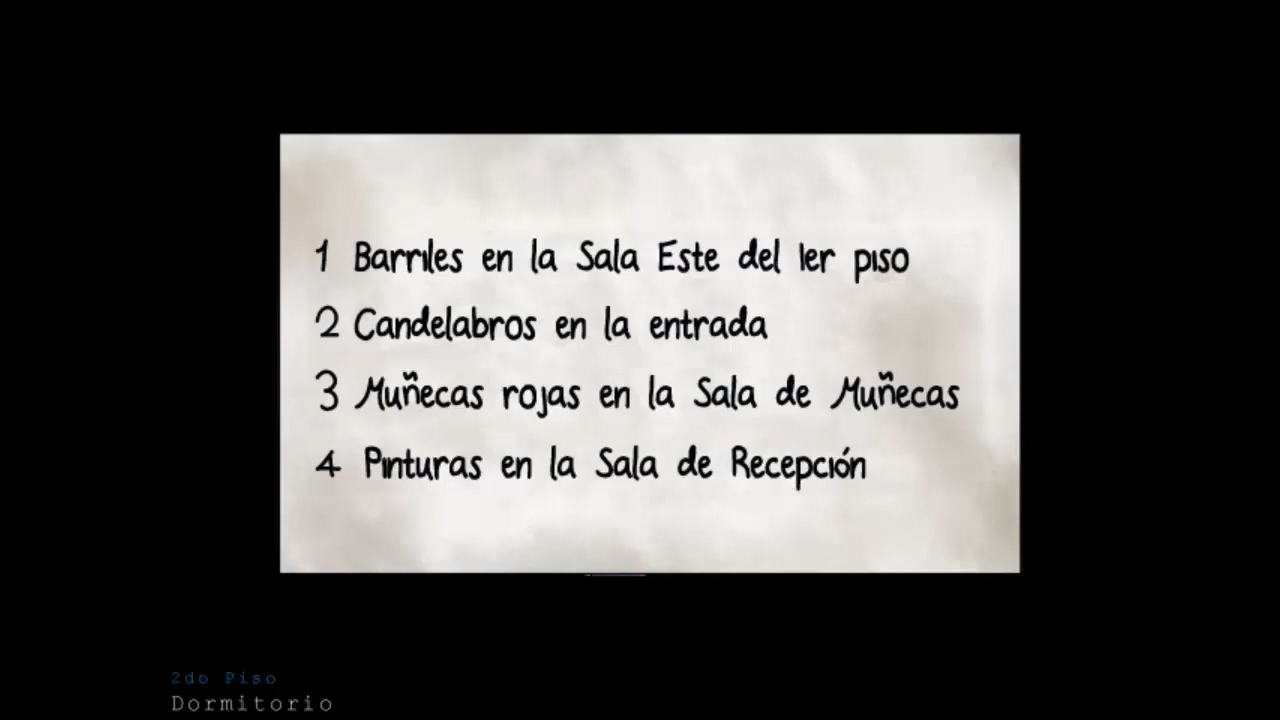 1 Barriles en la Sala Este del 1er piso
2 Candelabros en la entrada
3 Muñecas rojas en la Sala de Muñecas
4 Pinturas en la Sala de Recepción
2do Piso
Dormitorio